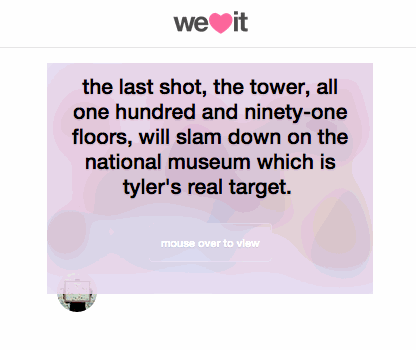 we it
the last shot, the tower, all
one hundred and ninety-one
floors, will slam down on the
national museum which is
tyler's real target.
mouse over to view